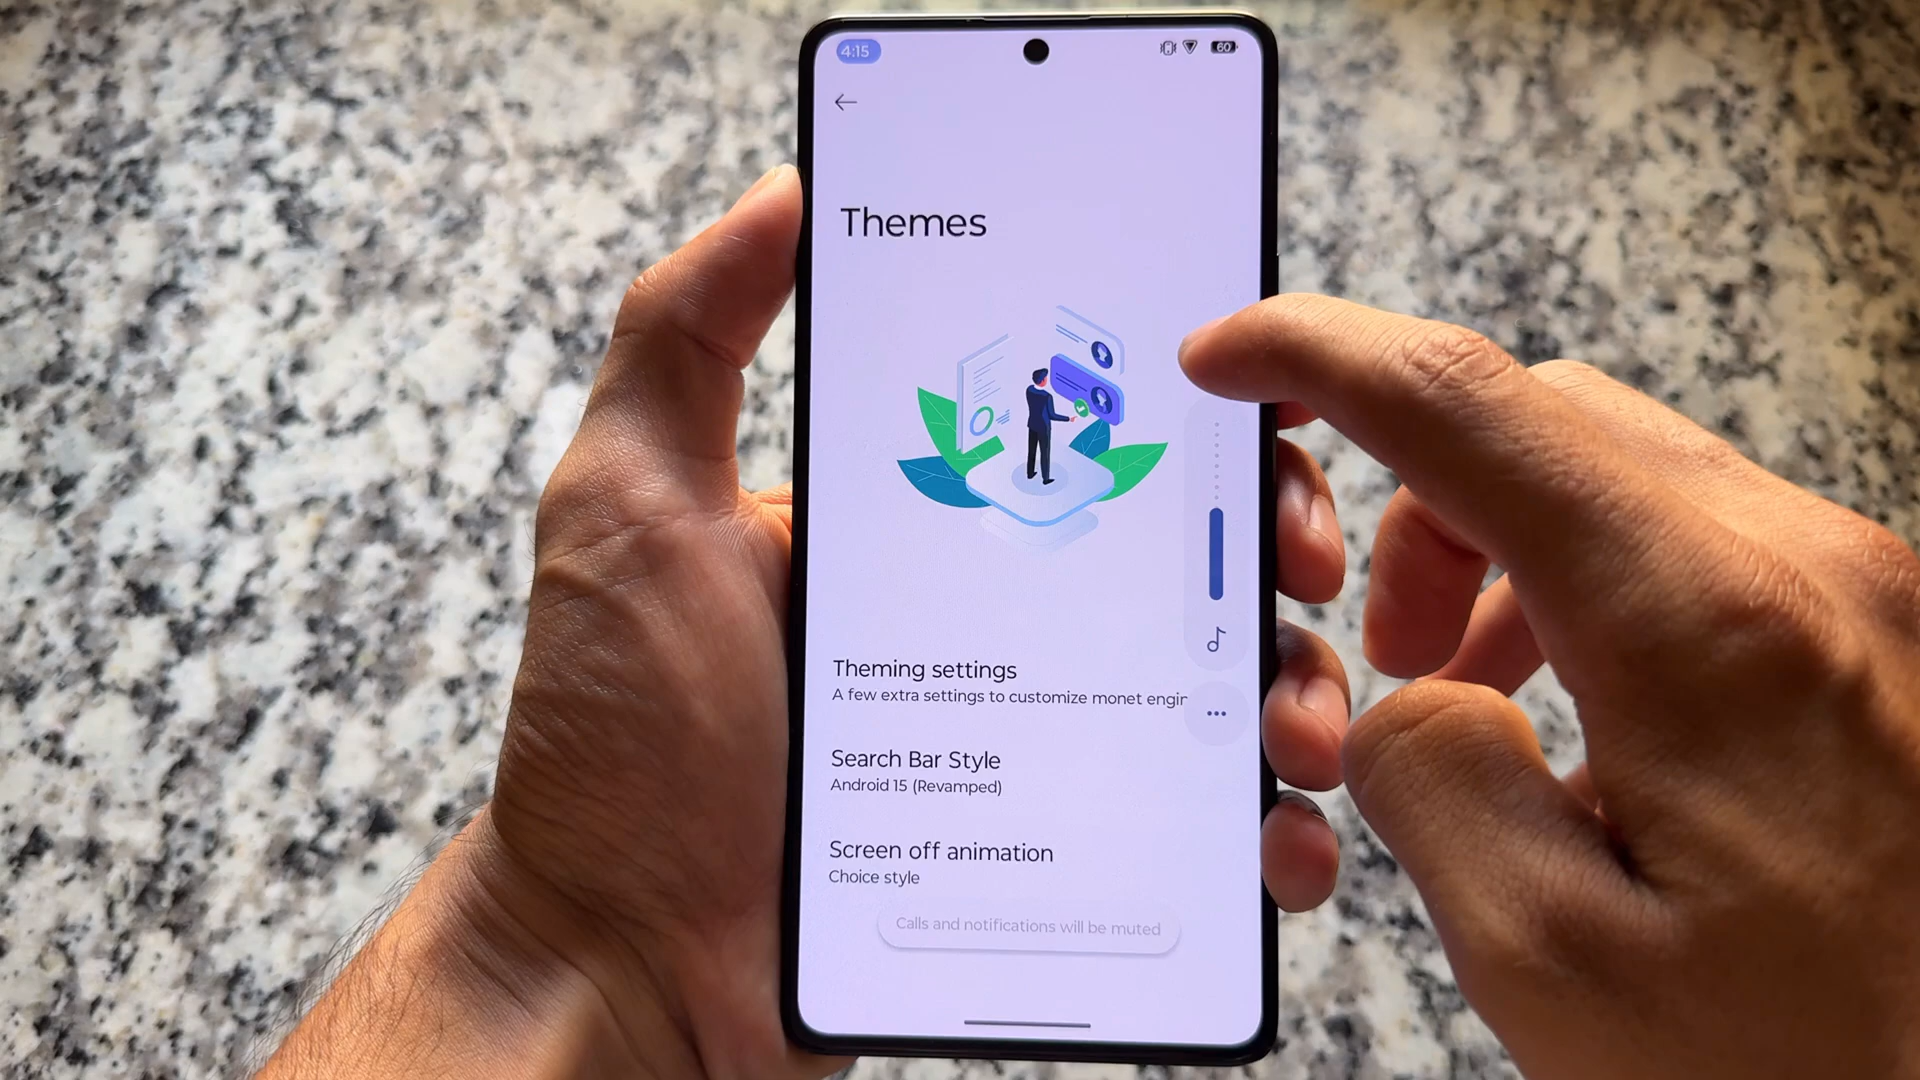 4:15
60
Themes
Theming settings
A few extra settings to customize monet engin
Search Bar Style
Android 15 (Revamped)
Screen off animation
Choice style
Calls and notifications will be muted